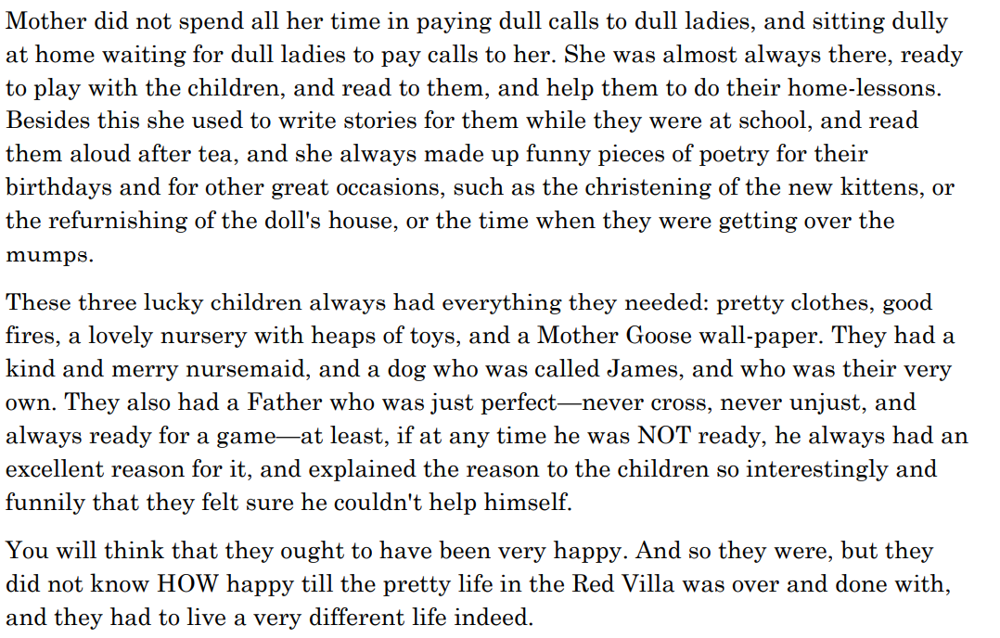 Mother did not spend all her time in paying dull calls to dull ladies, and sitting dully
at home waiting for dull ladies to pay calls to her. She was almost always there, ready
to play with the children, and read to them, and help them to do their home-lessons.
Besides this she used to write stories for them while they were at school, and read
them aloud after tea, and she always made up funny pieces of poetry for their
birthdays and for other great occasions, such as the christening of the new kittens, or
the refurnishing of the doll's house, or the time when they were getting over the
mumps.
These three lucky children always had everything they needed: pretty clothes, good
fires, a lovely nursery with heaps of toys, and a Mother Goose wall-paper. They had a
kind and merry nursemaid, and a dog who was called James, and who was their very
own. They also had a Father who was just perfect—never cross, never unjust, and
always ready for a game—at least, if at any time he was NOT ready, he always had an
excellent reason for it, and explained the reason to the children so interestingly and
funnily that they felt sure he couldn't help himself.
You will think that they ought to have been very happy. And so they were, but they
did not know HOW happy till the pretty life in the Red Villa was over and done with,
and they had to live a very different life indeed.